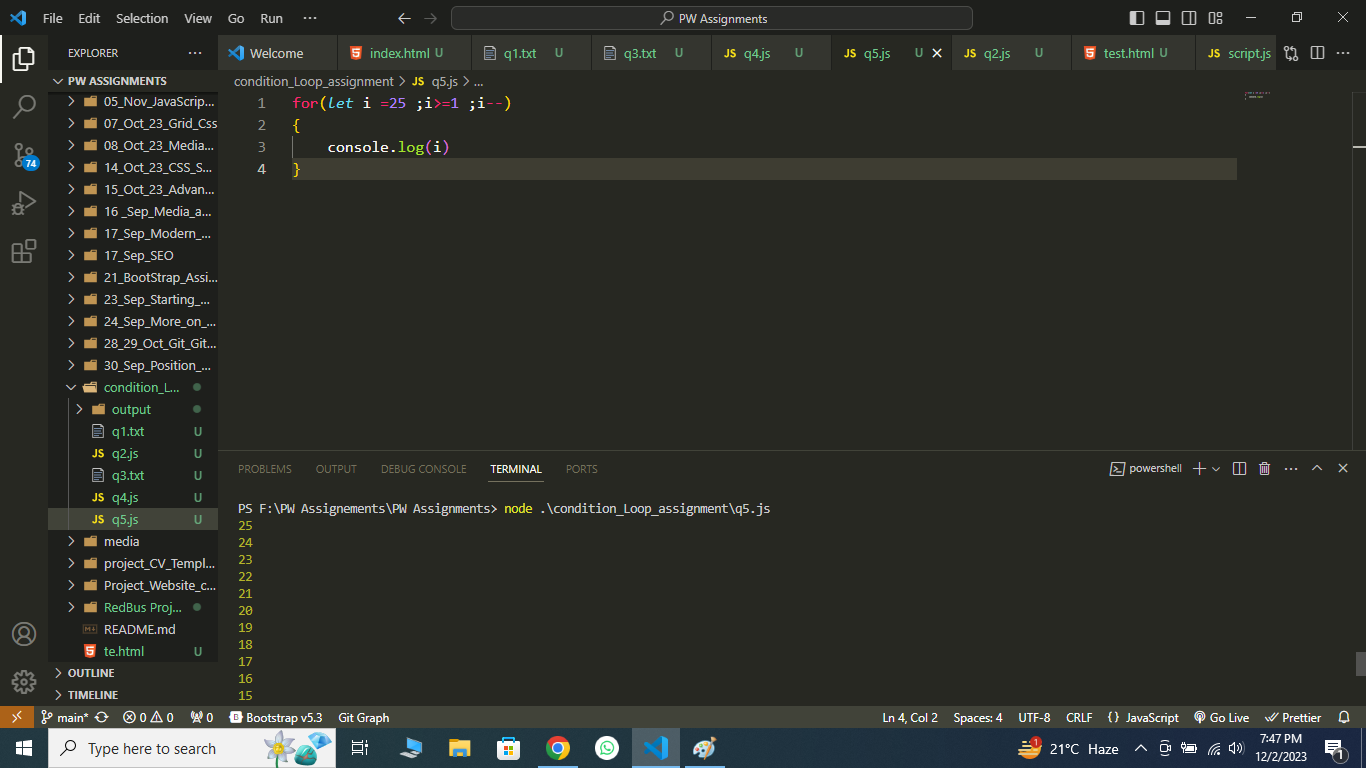 File Edit Selection View Go Run ··· PW Assignments
EXPLORER ···
Welcome
index.html U
q1.txt U
q3.txt U
q4.js U
q5.js U
q2.js U
test.html U
script.js
PW ASSIGNMENTS
05_Nov_JavaScrip...
07_Oct_23_Grid_Css
08_Oct_23_Media...
14_Oct_23_CSS_S...
15_Oct_23_Advan...
16 _Sep_Media_a...
17_Sep_Modern_...
17_Sep_SEO
21_BootStrap_Assi...
23_Sep_Starting_...
24_Sep_More_on_...
28_29_Oct_Git_Git...
30_Sep_Position_...
condition_L...
output
q1.txt U
q2.js U
q3.txt U
q4.js U
q5.js U
media
project_CV_Templ...
Project_Website_c...
RedBus Proj...
README.md
te.html U
OUTLINE
TIMELINE
74
condition_Loop_assignment > JS q5.js > ...
1 for(let i =25 ;i>=1 ;i--)
2 {
3 console.log(i)
4 }
PROBLEMS OUTPUT DEBUG CONSOLE TERMINAL PORTS
powershell
PS F:\PW Assignements\PW Assignments> node .\condition_Loop_assignment\q5.js
25
24
23
22
21
20
19
18
17
16
15
main* 0 0 0 Bootstrap v5.3 Git Graph
Ln 4, Col 2 Spaces: 4 UTF-8 CRLF {} JavaScript Go Live Prettier
Type here to search
1
21°C Haze
7:47 PM
12/2/2023
1